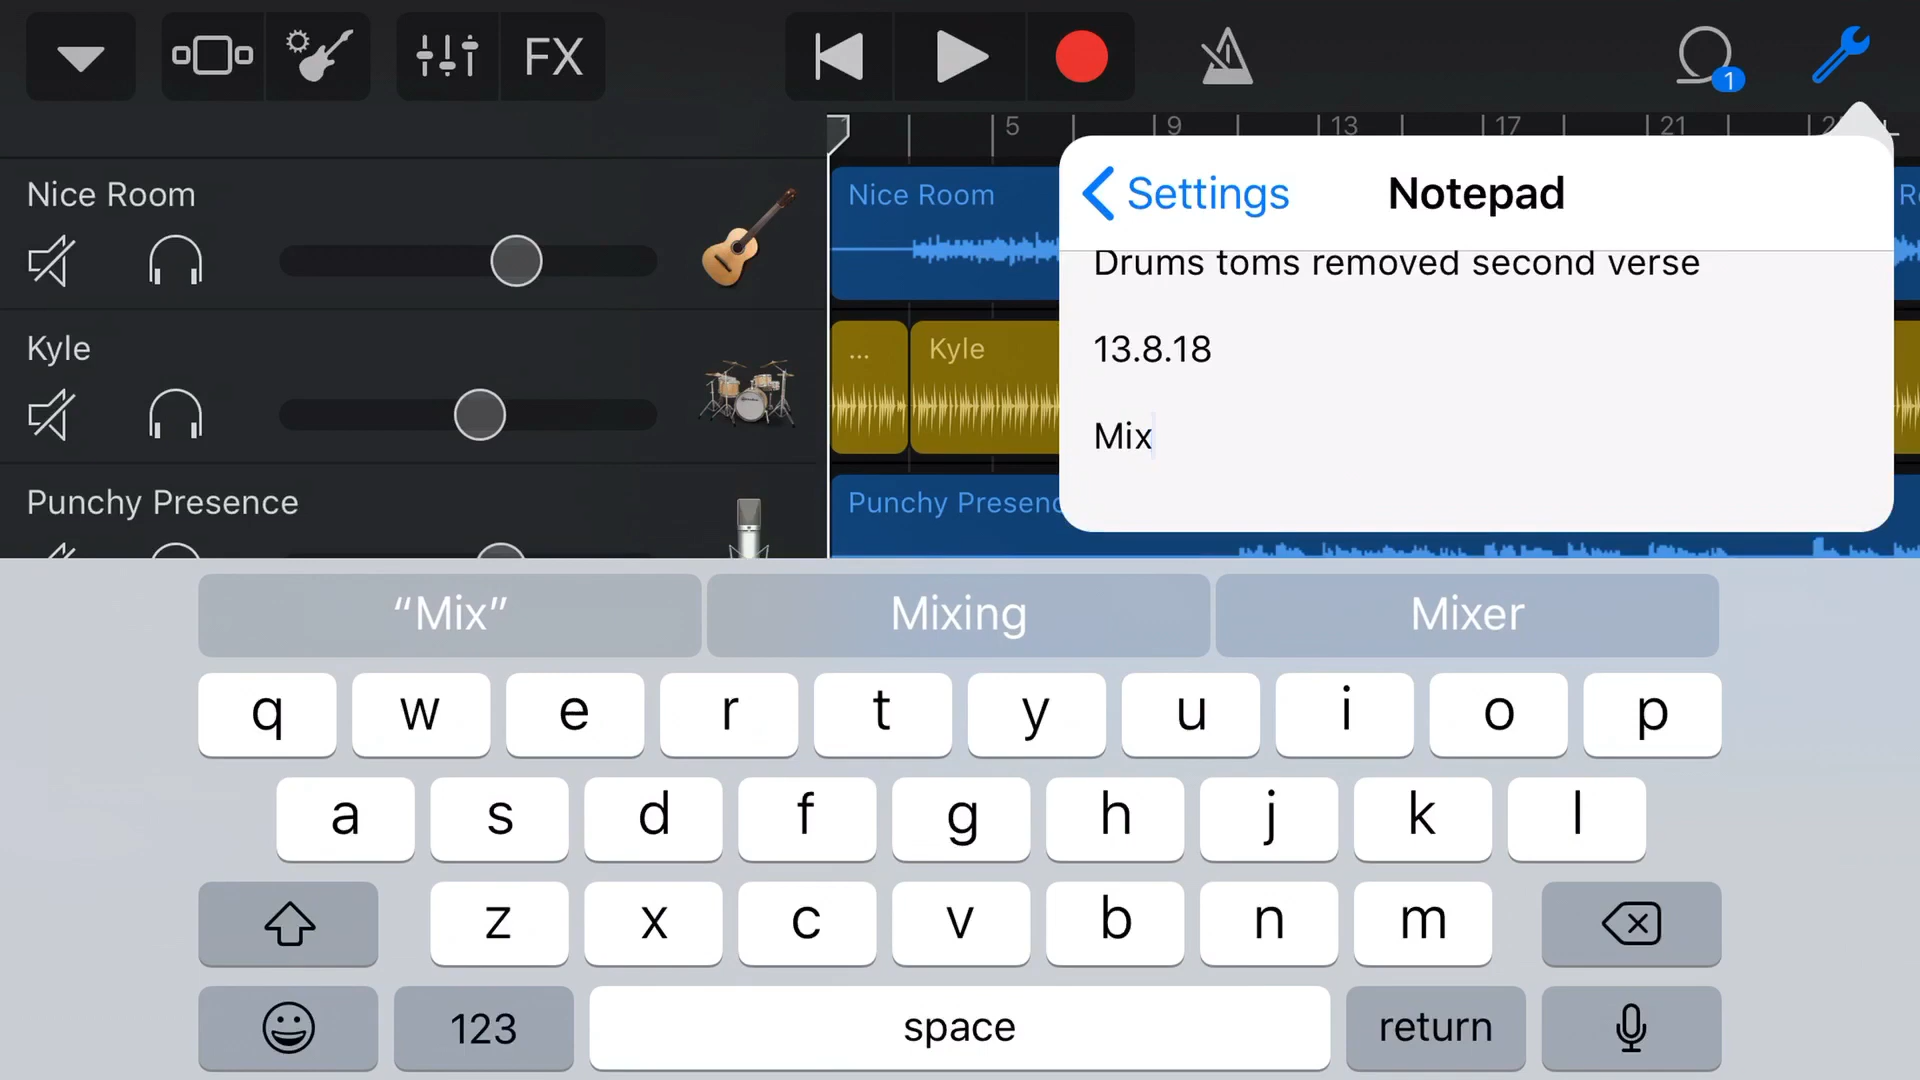 FX
1
5 9 13 17 21
Nice Room
Nice Room
Settings
Notepad
Drums toms removed second verse
13.8.18
Mix
Kyle
...
Kyle
Punchy Presence
Punchy Presenc
“Mix”
Mixing
Mixer
q w e r t y u i o p
a s d f g h j k l
z x c v b n m
123
space
return